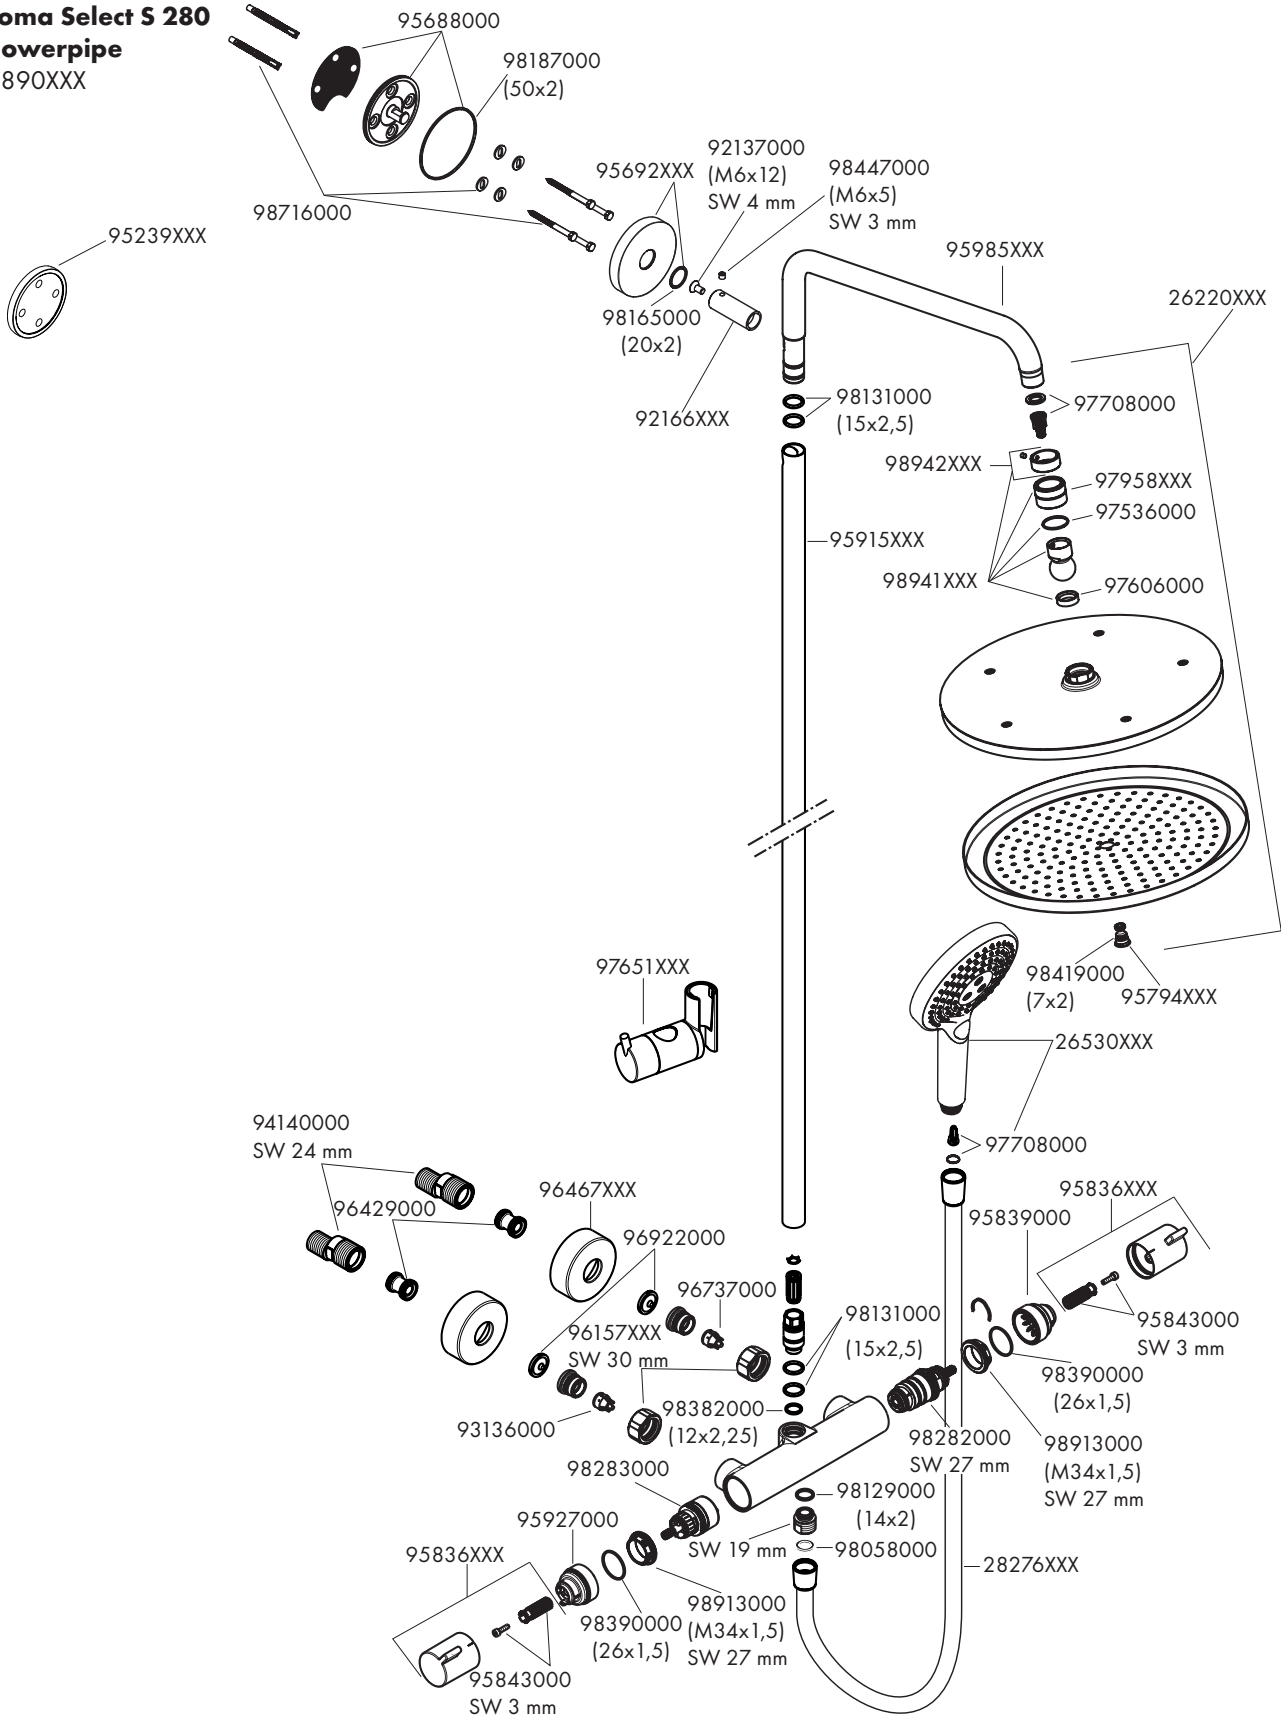 oma Select S 280
owerpipe
890XXX
95688000
98187000
(50x2)
92137000
(M6x12)
SW 4 mm
95692XXX
98447000
(M6x5)
SW 3 mm
98716000
95239XXX
95985XXX
26220XXX
98165000
(20x2)
92166XXX
98131000
(15x2,5)
97708000
98942XXX
97958XXX
97536000
95915XXX
98941XXX
97606000
97651XXX
98419000
(7x2)
95794XXX
26530XXX
94140000
SW 24 mm
97708000
96429000
96467XXX
95836XXX
95839000
96922000
96737000
98131000
(15x2,5)
96157XXX
SW 30 mm
95843000
SW 3 mm
98390000
(26x1,5)
93136000
98382000
(12x2,25)
98282000
SW 27 mm
98913000
(M34x1,5)
SW 27 mm
98283000
98129000
(14x2)
95927000
SW 19 mm
98058000
95836XXX
28276XXX
98390000
(26x1,5)
98913000
(M34x1,5)
SW 27 mm
95843000
SW 3 mm